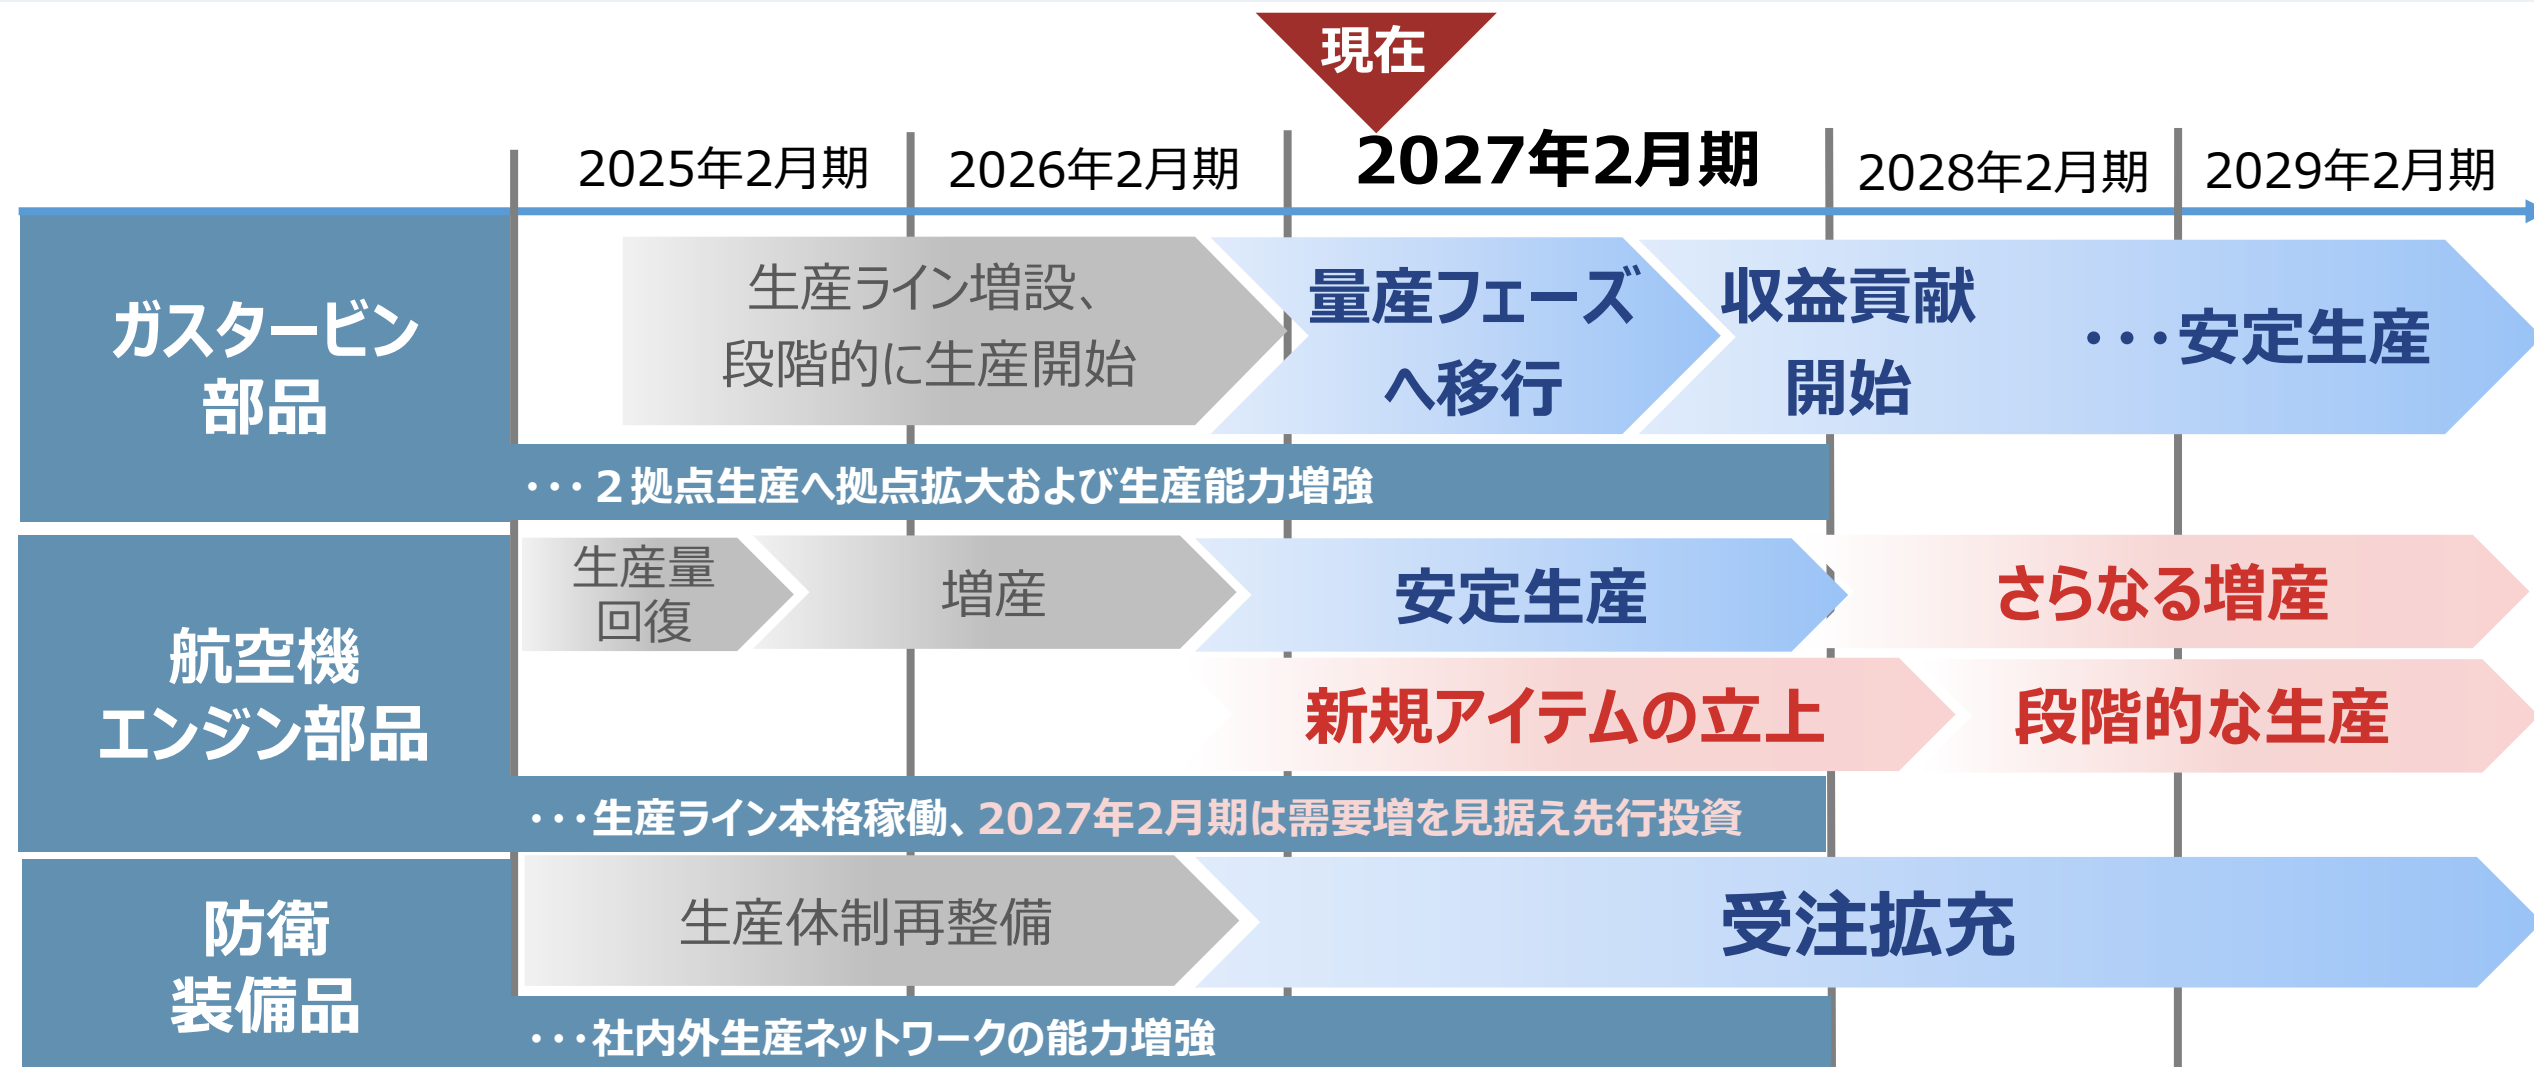 現在
2025年2月期
2026年2月期
2027年2月期
2028年2月期
2029年2月期
ガスタービン
部品
生産ライン増設、
段階的に生産開始
量産フェーズ
へ移行
収益貢献
開始
・・・安定生産
・・・２拠点生産へ拠点拡大および生産能力増強
航空機
エンジン部品
生産量
回復
増産
安定生産
さらなる増産
新規アイテムの立上
段階的な生産
・・・生産ライン本格稼働、2027年2月期は需要増を見据え先行投資
防衛
装備品
生産体制再整備
受注拡充
・・・社内外生産ネットワークの能力増強